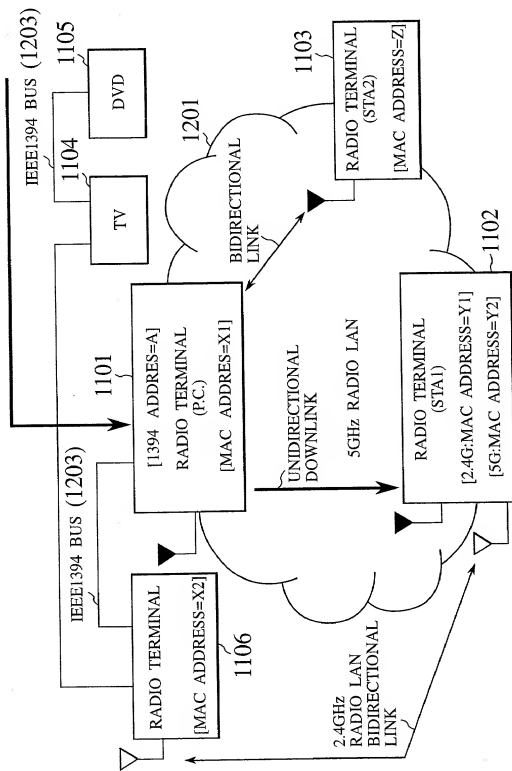 IEEE1394 BUS (1203)
1104
TV
1105
DVD
IEEE1394 BUS (1203)
1106
RADIO TERMINAL
[MAC ADDRESS=X2]
1101
[1394 ADDRES=A]
RADIO TERMINAL
(P.C.)
[MAC ADDRES=X1]
1201
BIDIRECTIONAL
LINK
1103
RADIO TERMINAL
(STA2)
[MAC ADDRESS=Z]
UNIDIRECTIONAL
DOWNLINK
5GHz RADIO LAN
2.4GHz
RADIO LAN
BIDIRECTIONAL
LINK
RADIO TERMINAL
(STA1)
[2.4G:MAC ADDRESS=Y1]
[5G:MAC ADDRESS=Y2]
1102